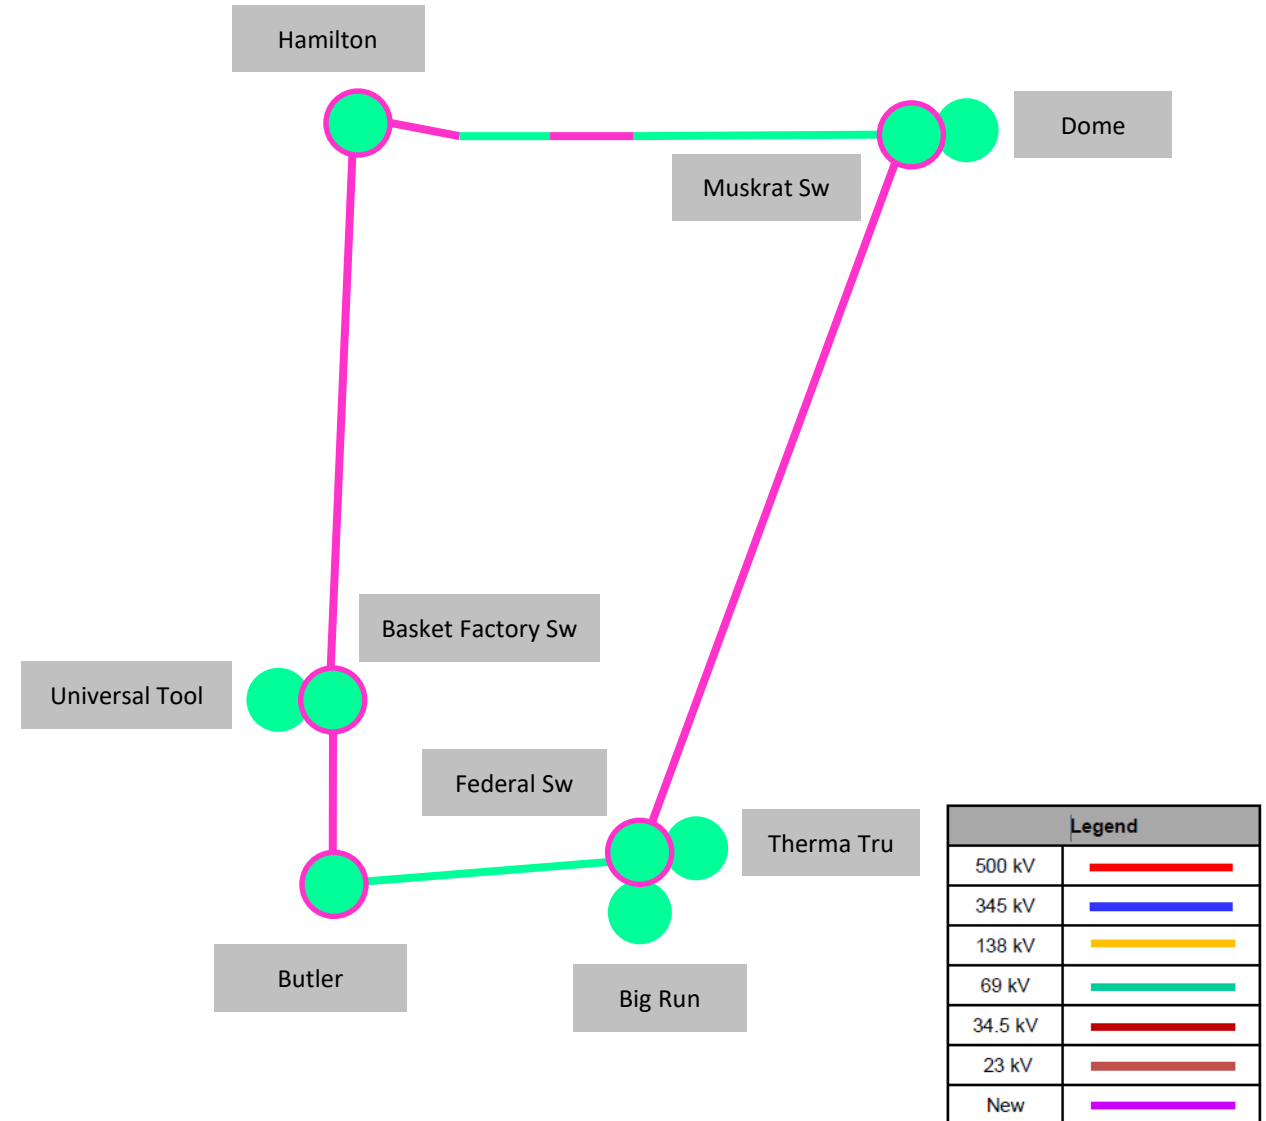 Hamilton
Dome
Muskrat Sw
Basket Factory Sw
Universal Tool
Federal Sw
Therma Tru
Butler
Big Run
Legend
500 kV
345 kV
138 kV
69 kV
34.5 kV
23 kV
New